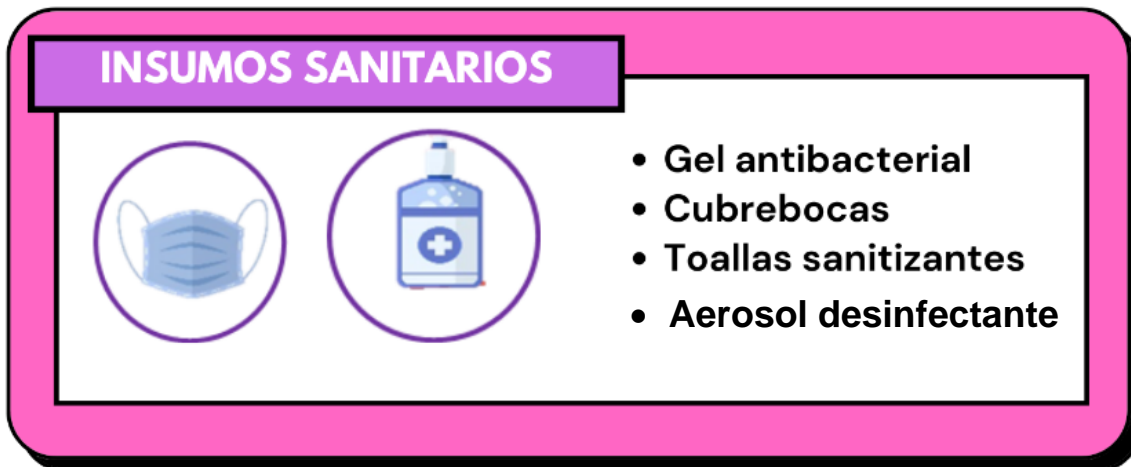 INSUMOS SANITARIOS
• Gel antibacterial
• Cubrebocas
• Toallas sanitizantes
• Aerosol desinfectante